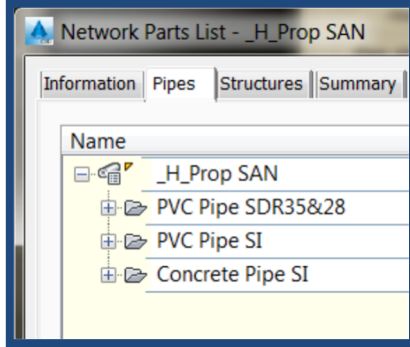 Network Parts List - _H_Prop SAN
Information Pipes Structures Summary
Name
_H_Prop SAN
PVC Pipe SDR35&28
PVC Pipe SI
Concrete Pipe SI